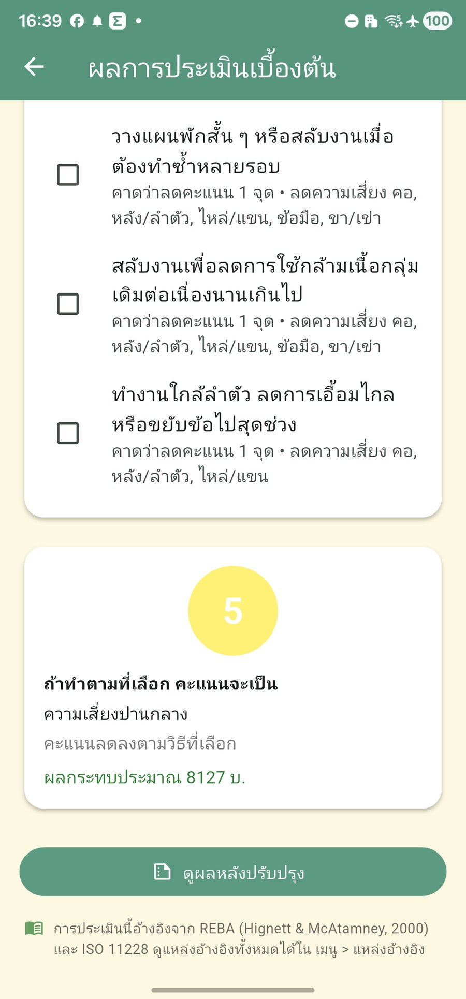 16:39
100
ผลการประเมินเบื้องต้น
วางแผนพักสั้น ๆ หรือสลับงานเมื่อ
ต้องทำซ้ำหลายรอบ
คาดว่าลดคะแนน 1 จุด • ลดความเสี่ยง คอ,
หลัง/ลำตัว, ไหล่/แขน, ข้อมือ, ขา/เข่า
สลับงานเพื่อลดการใช้กล้ามเนื้อกลุ่ม
เดิมต่อเนื่องนานเกินไป
คาดว่าลดคะแนน 1 จุด • ลดความเสี่ยง คอ,
หลัง/ลำตัว, ไหล่/แขน, ข้อมือ, ขา/เข่า
ทำงานใกล้ลำตัว ลดการเอื้อมไกล
หรือขยับข้อไปสุดช่วง
คาดว่าลดคะแนน 1 จุด • ลดความเสี่ยง คอ,
หลัง/ลำตัว, ไหล่/แขน
5
ถ้าทำตามที่เลือก คะแนนจะเป็น
ความเสี่ยงปานกลาง
คะแนนลดลงตามวิธีที่เลือก
ผลกระทบประมาณ 8127 บ.
ดูผลหลังปรับปรุง
การประเมินนี้อ้างอิงจาก REBA (Hignett & McAtamney, 2000)
และ ISO 11228 ดูแหล่งอ้างอิงทั้งหมดได้ใน เมนู > แหล่งอ้างอิง